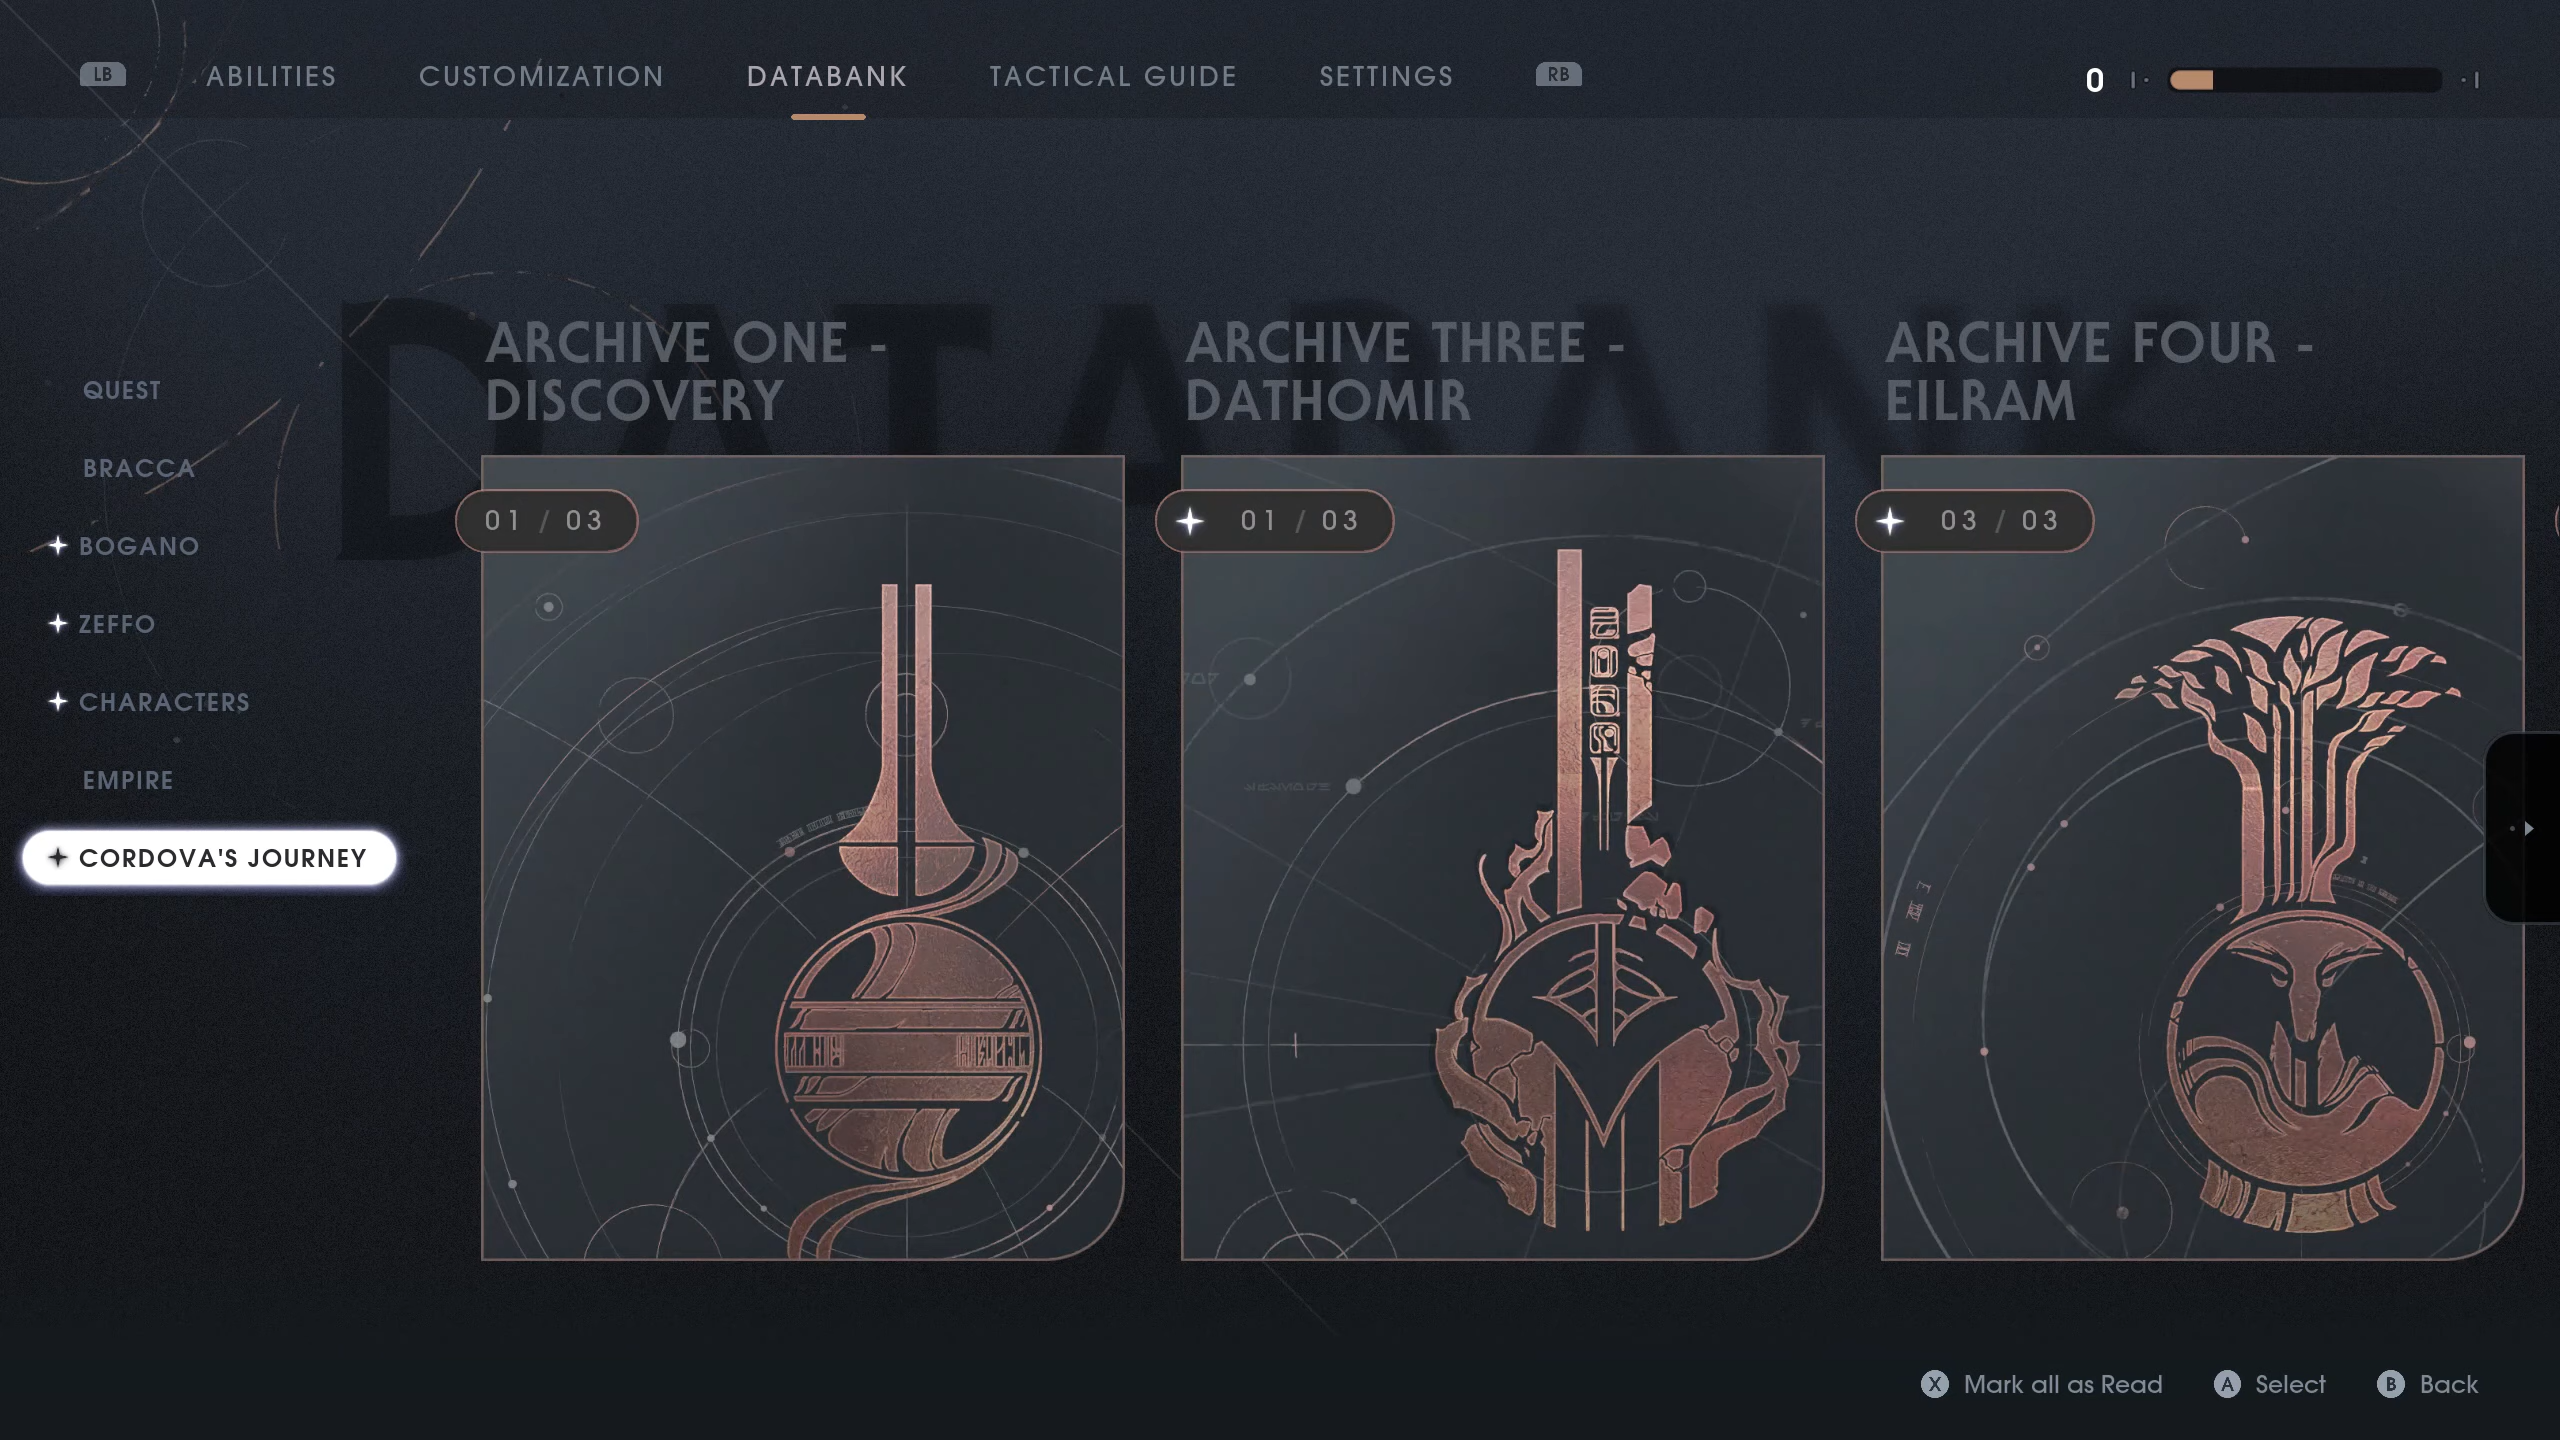 LB ABILITIES CUSTOMIZATION DATABANK TACTICAL GUIDE SETTINGS RB 0
DATABANK
QUEST
BRACCA
BOGANO
ZEFFO
CHARACTERS
EMPIRE
CORDOVA'S JOURNEY
ARCHIVE ONE -
DISCOVERY
01 / 03
ARCHIVE THREE -
DATHOMIR
01 / 03
ARCHIVE FOUR -
EILRAM
03 / 03
X Mark all as Read A Select B Back